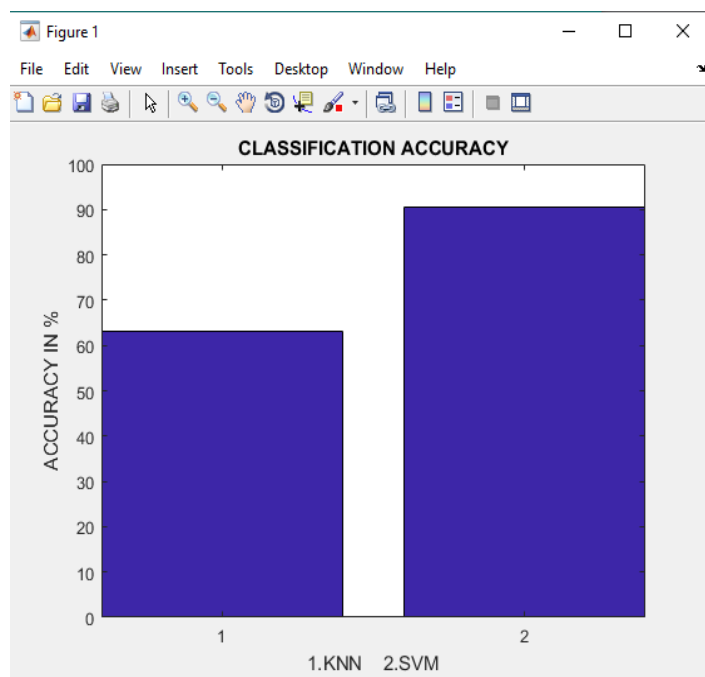 Figure 1
File Edit View Insert Tools Desktop Window Help
CLASSIFICATION ACCURACY
100
90
80
70
60
50
40
30
20
10
0
ACCURACY IN %
1 2
1.KNN 2.SVM